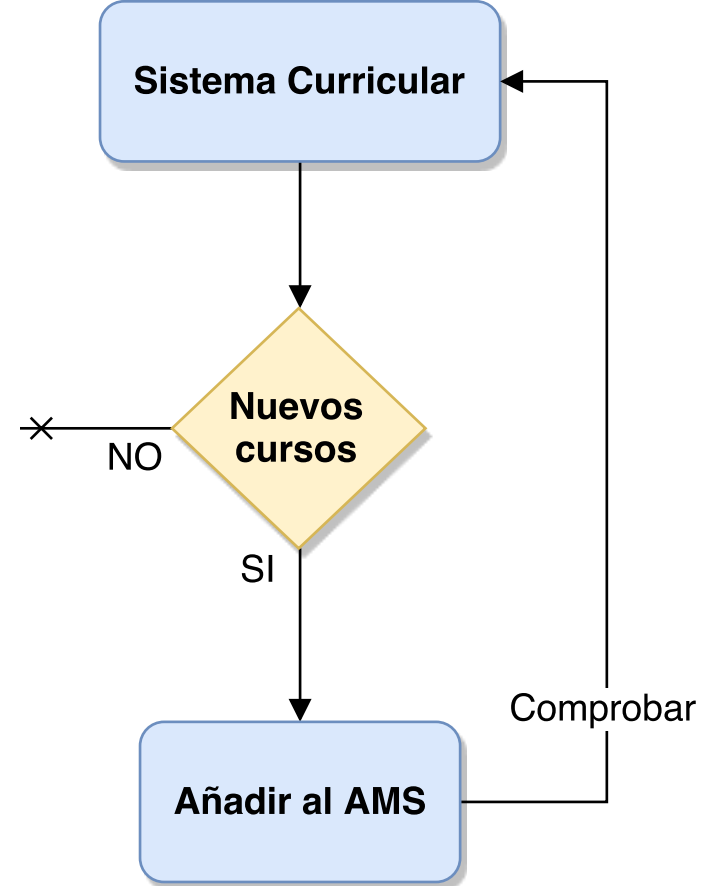 Sistema Curricular
Nuevos
cursos
NO
SI
Comprobar
Añadir al AMS